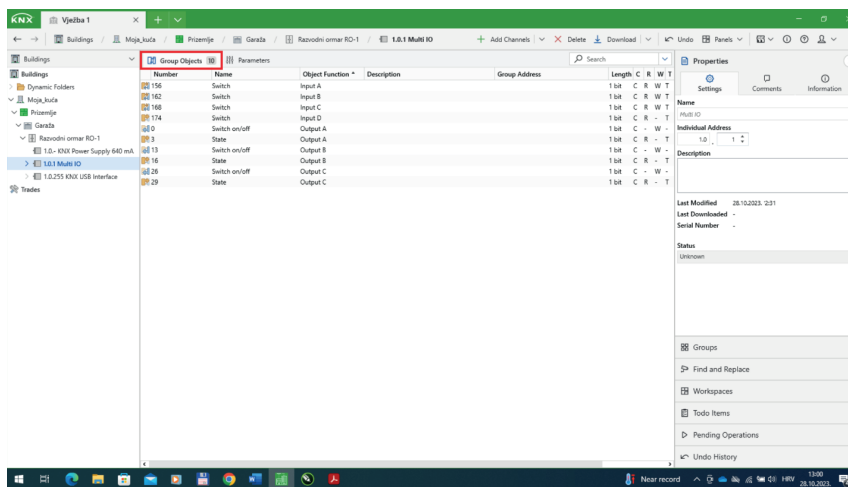 KNX Vježba 1
Buildings / Moja_kuća / Prizemlje / Garaža / Razvodni ormar RO-1 / 1.0.1 Multi IO
Add Channels Delete Download Undo Panels
Buildings
Group Objects 10 Parameters
Search
Properties
Buildings
Dynamic Folders
Moja_kuća
Prizemlje
Garaža
Razvodni ormar RO-1
1.0.- KNX Power Supply 640 mA
1.0.1 Multi IO
1.0.255 KNX USB Interface
Trades
Number Name Object Function Description Group Address Length C R W T
156 Switch Input A 1 bit C R W T
162 Switch Input B 1 bit C R W T
168 Switch Input C 1 bit C R W T
174 Switch Input D 1 bit C R - T
0 Switch on/off Output A 1 bit C - W -
3 State Output A 1 bit C R - T
13 Switch on/off Output B 1 bit C - W -
16 State Output B 1 bit C R - T
26 Switch on/off Output C 1 bit C - W -
29 State Output C 1 bit C R - T
Settings Comments Information
Name
Multi IO
Individual Address
1.0 . 1
Description
Last Modified 28.10.2023.
Last Downloaded -
Serial Number -
Status
Unknown
Groups
Find and Replace
Workspaces
Todo Items
Pending Operations
Undo History
Near record HRV 13:00
28.10.2023.